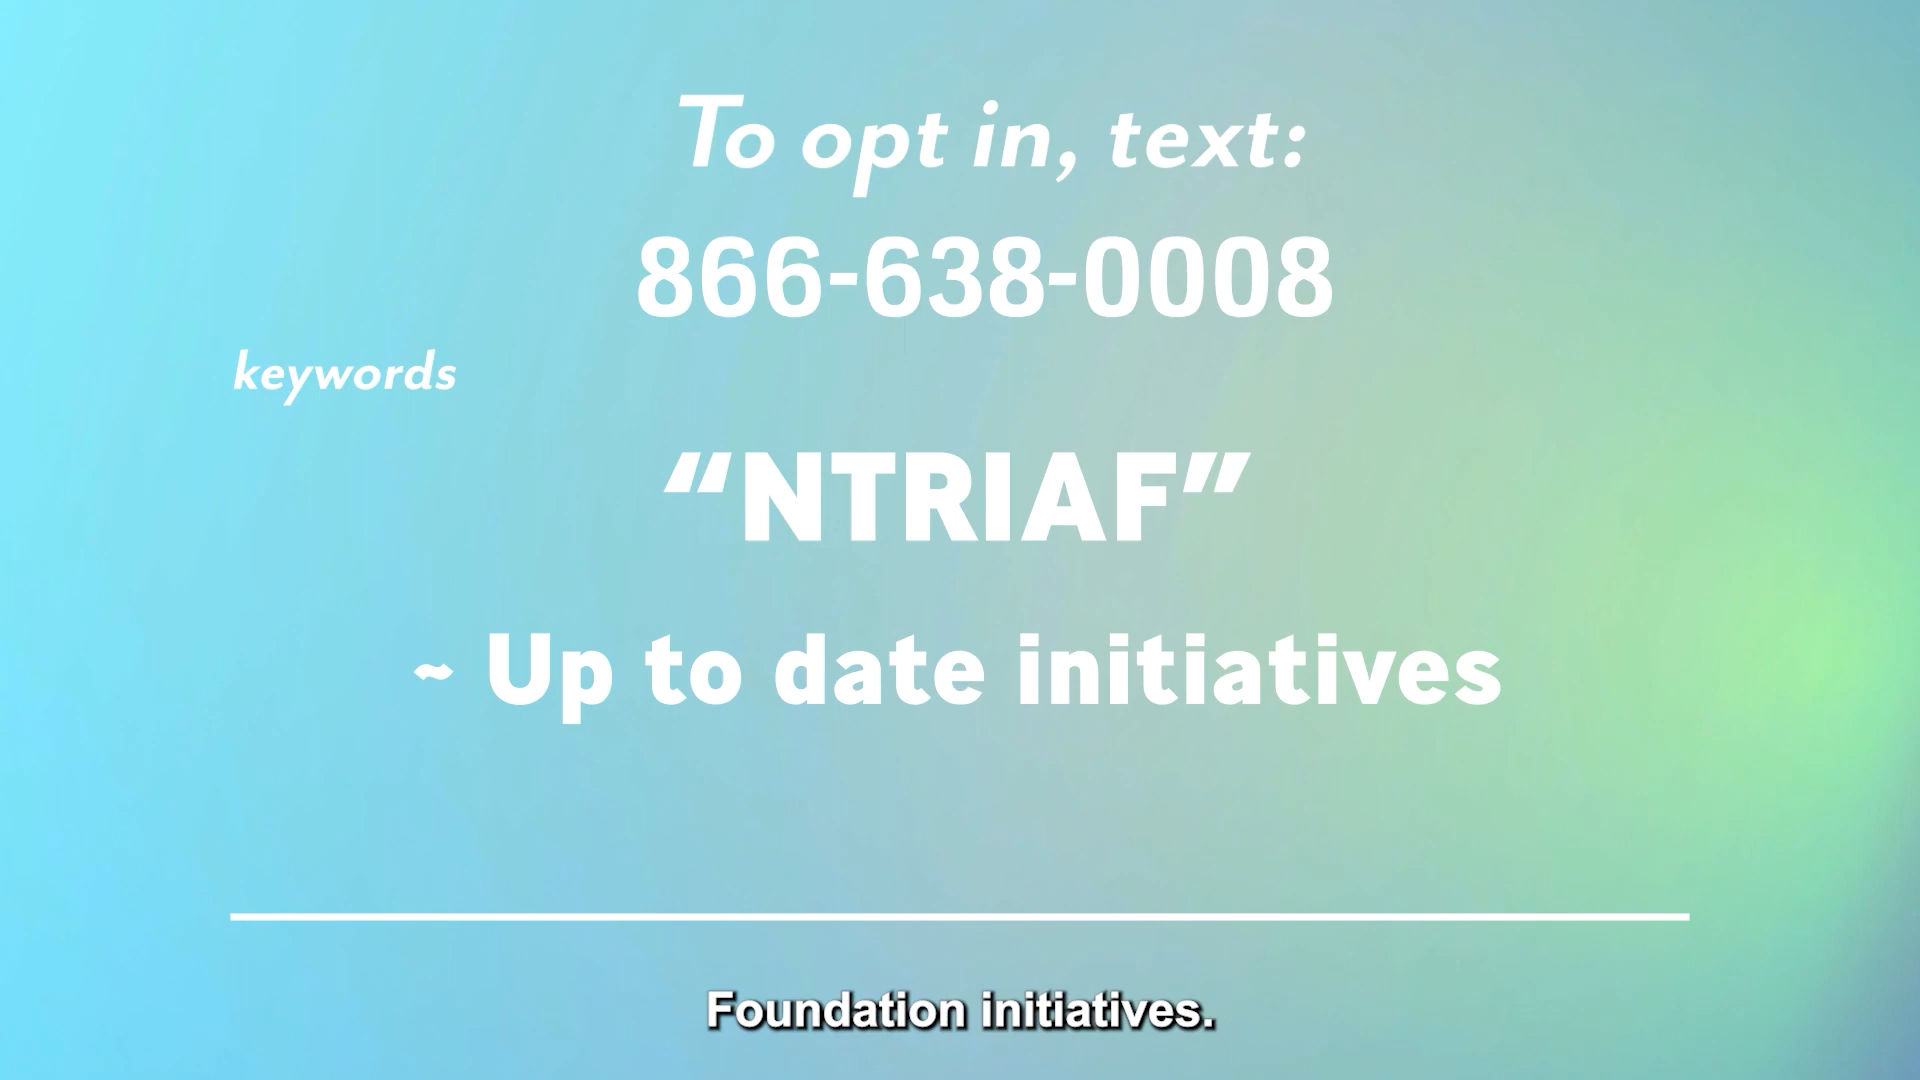 To opt in, text:
866-638-0008
keywords
“NTRIAF”
~ Up to date initiatives
Foundation initiatives.